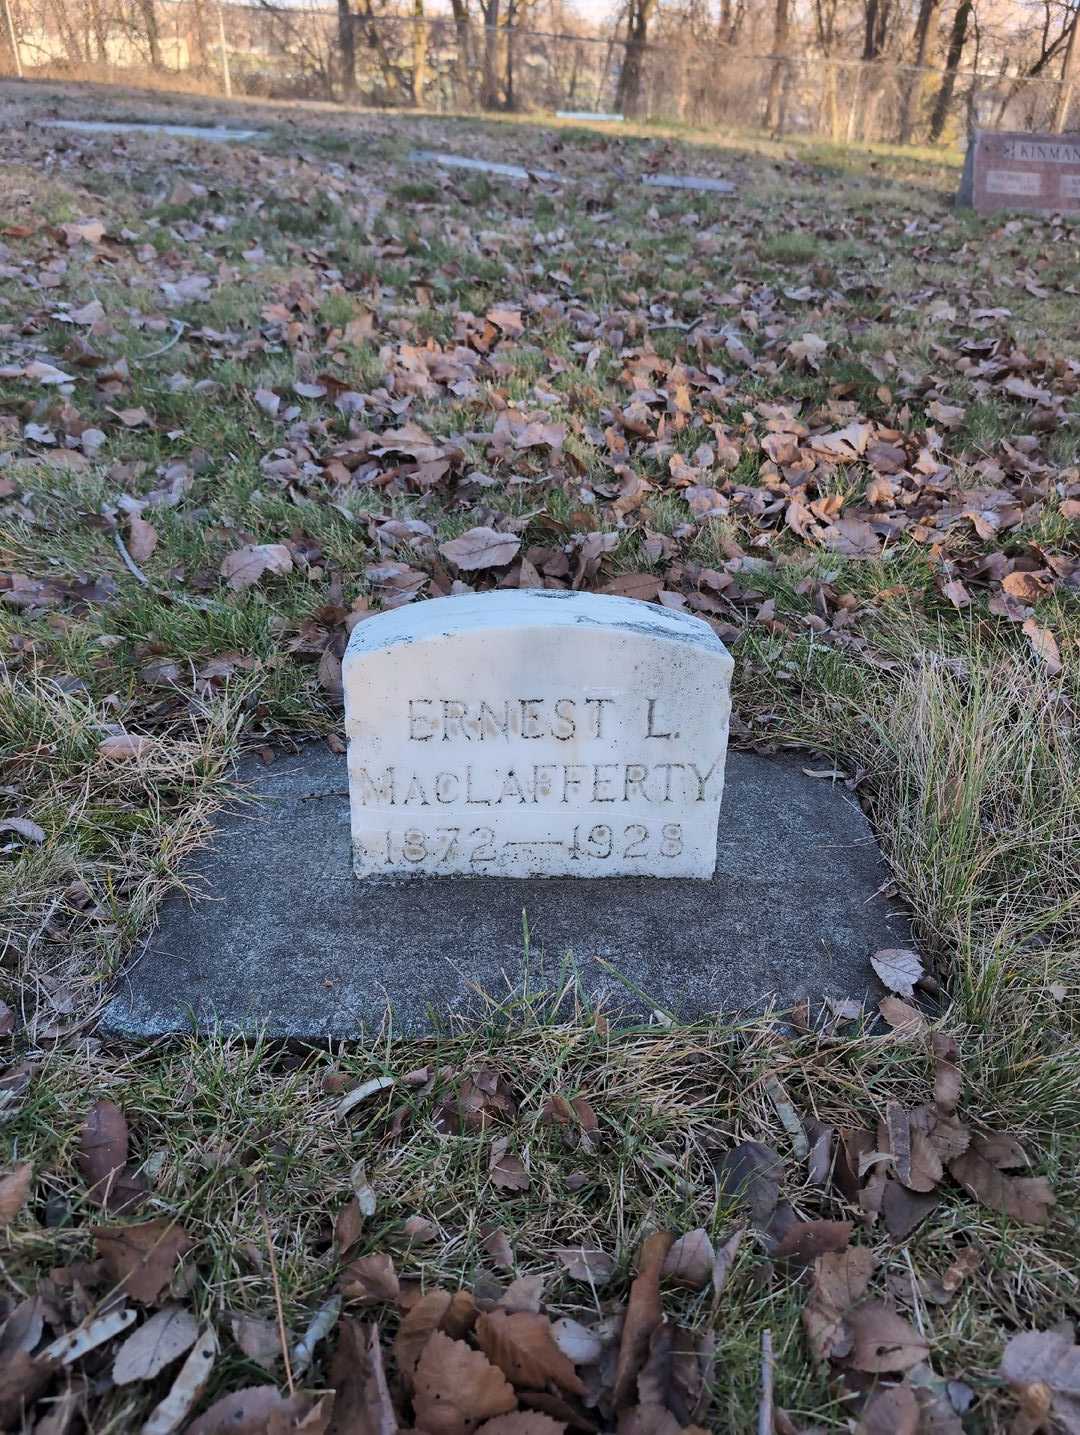 KINMAN
ERNEST L.
MacLAFFERTY.
1872—1928